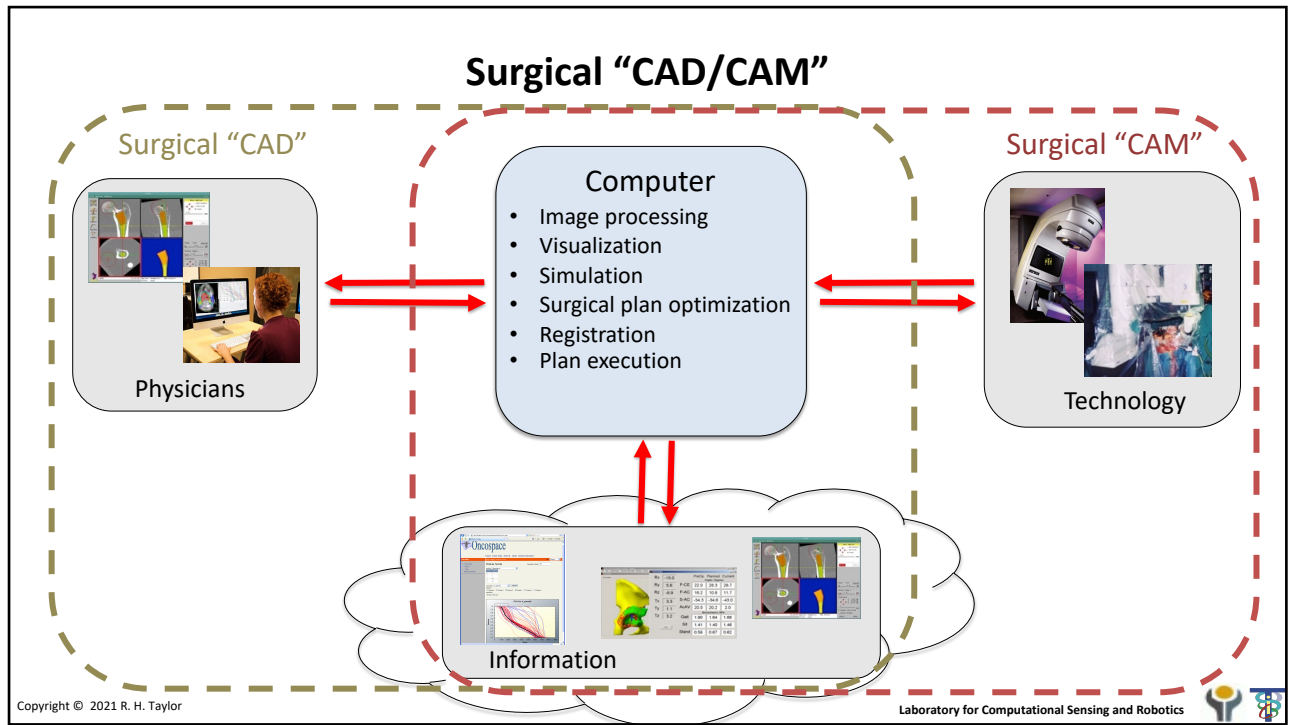 Surgical “CAD/CAM”
Surgical “CAD”
Surgical “CAM”
Physicians
Computer
• Image processing
• Visualization
• Simulation
• Surgical plan optimization
• Registration
• Plan execution
Technology
Oncospace
Information
Copyright © 2021 R. H. Taylor
Laboratory for Computational Sensing and Robotics